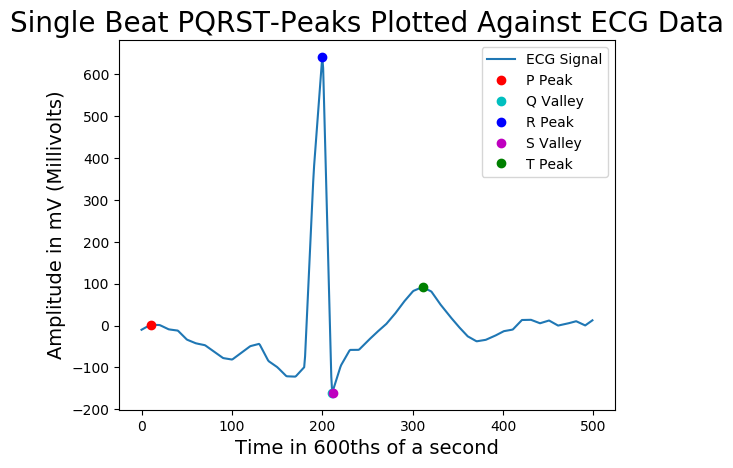 Single Beat PQRST-Peaks Plotted Against ECG Data
Amplitude in mV (Millivolts)
600
500
400
300
200
100
0
−100
−200
ECG Signal
P Peak
Q Valley
R Peak
S Valley
T Peak
0 100 200 300 400 500
Time in 600ths of a second